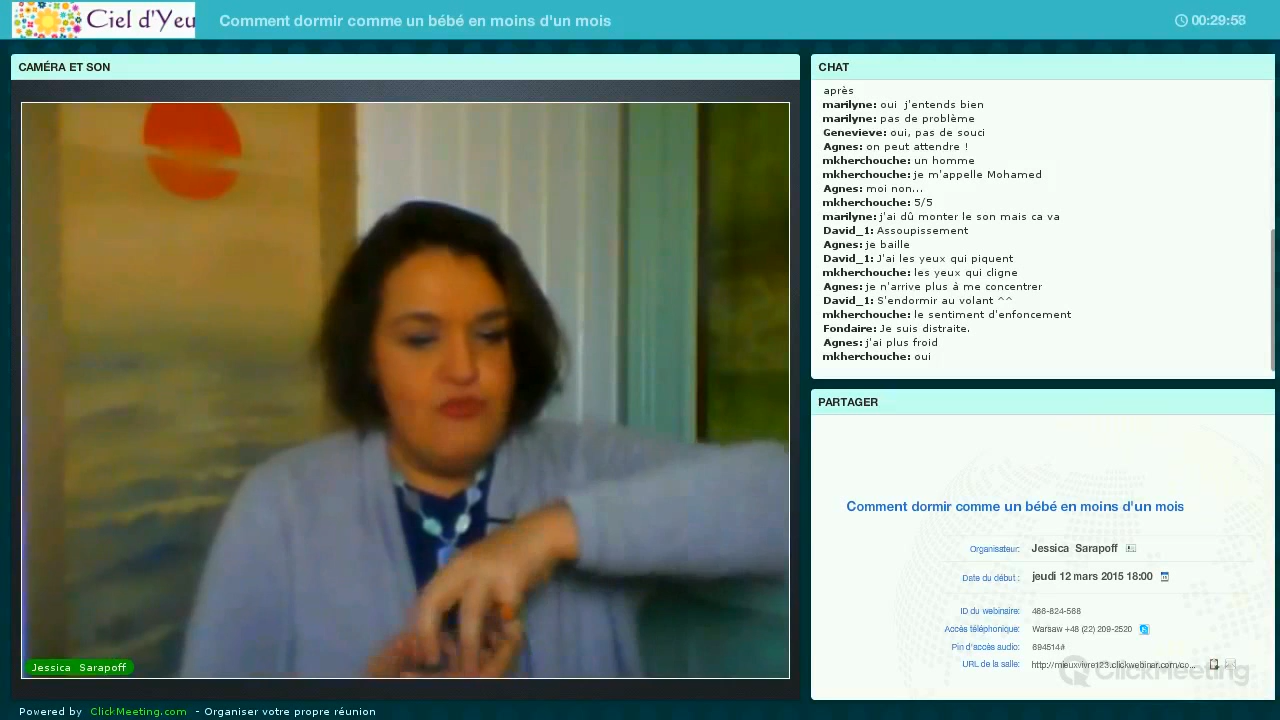 Ciel d'Yeu
Comment dormir comme un bébé en moins d'un mois
00:29:58
CAMÉRA ET SON
Jessica Sarapoff
CHAT
après
marilyne: oui j'entends bien
marilyne: pas de problème
Genevieve: oui, pas de souci
Agnes: on peut attendre !
mkherchouche: un homme
mkherchouche: je m'appelle Mohamed
Agnes: moi non...
mkherchouche: 5/5
marilyne: j'ai dû monter le son mais ca va
David_1: Assoupissement
Agnes: je baille
David_1: J'ai les yeux qui piquent
mkherchouche: les yeux qui cligne
Agnes: je n'arrive plus à me concentrer
David_1: S'endormir au volant ^^
mkherchouche: le sentiment d'enfoncement
Fondaire: Je suis distraite.
Agnes: j'ai plus froid
mkherchouche: oui
PARTAGER
Comment dormir comme un bébé en moins d'un mois
Organisateur: Jessica Sarapoff
Date du début : jeudi 12 mars 2015 18:00
ID du webinaire: 486-824-568
Accès téléphonique: Warsaw +48 (22) 209-2520
Pin d'accès audio: 894514#
URL de la salle: http://mieuxvivre123.clickwebinar.com/co...
ClickMeeting
Powered by ClickMeeting.com - Organiser votre propre réunion